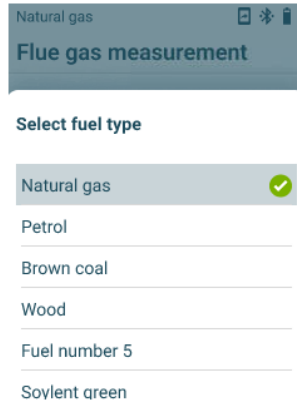 Natural gas
Flue gas measurement
Select fuel type
Natural gas
Petrol
Brown coal
Wood
Fuel number 5
Soylent green